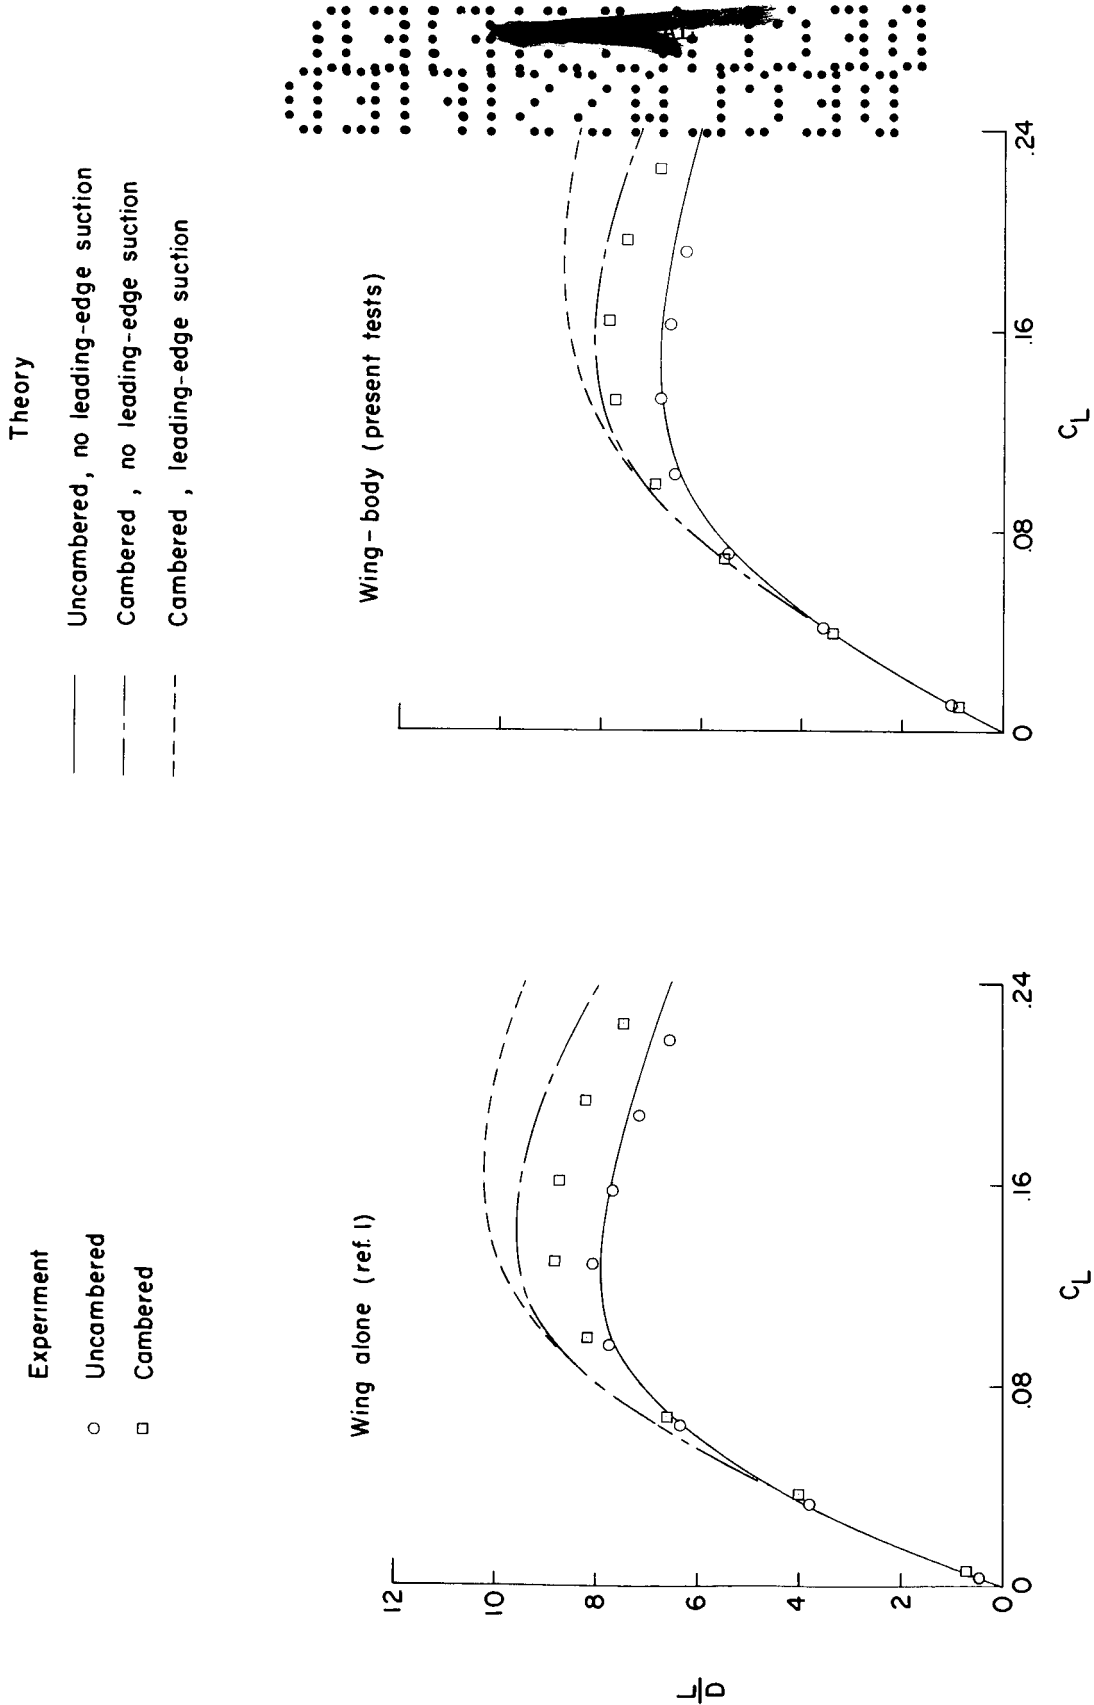 Experiment
Uncambered
Cambered
Theory
Uncambered, no leading-edge suction
Cambered, no leading-edge suction
Cambered, leading-edge suction
Wing alone (ref. 1)
12
10
8
6
4
2
0
L
D
0
.08
.16
.24
C_L
Wing-body (present tests)
0
.08
.16
.24
C_L